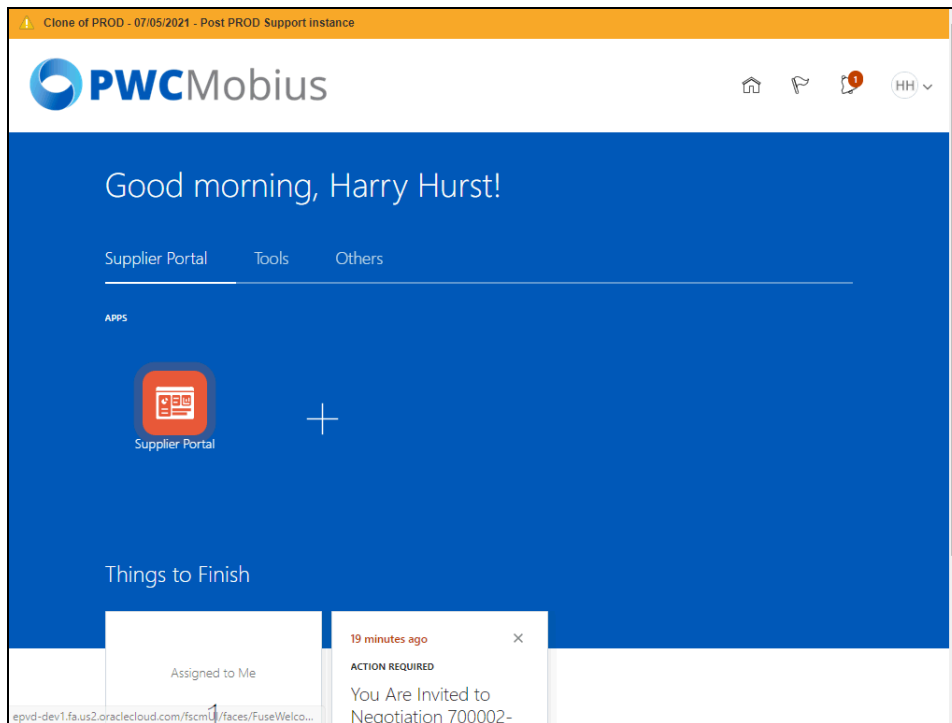 Clone of PROD - 07/05/2021 - Post PROD Support instance
PWCMobius
1
HH
Good morning, Harry Hurst!
Supplier Portal Tools Others
APPS
Supplier Portal
Things to Finish
19 minutes ago
ACTION REQUIRED
Assigned to Me
You Are Invited to
Negotiation 700002-
1
epvd-dev1.fa.us2.oraclecloud.com/fscmUI/faces/FuseWelco...